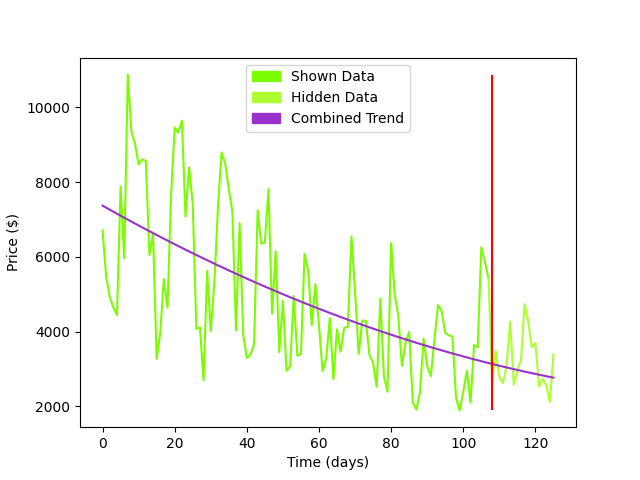 Shown Data
Hidden Data
Combined Trend
Price ($)
10000
8000
6000
4000
2000
0 20 40 60 80 100 120
Time (days)